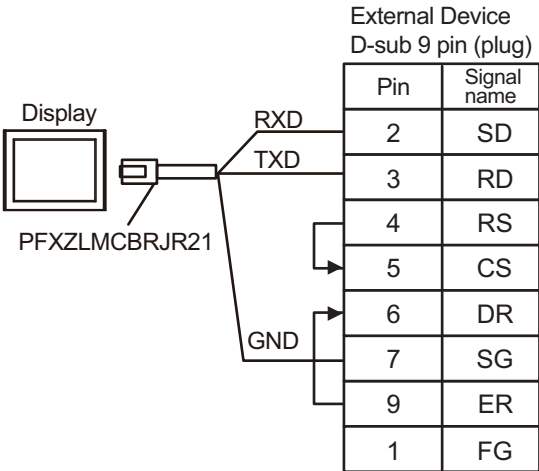 External Device
D-sub 9 pin (plug)
Pin Signal name
Display
RXD 2 SD
TXD 3 RD
PFXZLMCBRJR21
4 RS
5 CS
6 DR
GND 7 SG
9 ER
1 FG